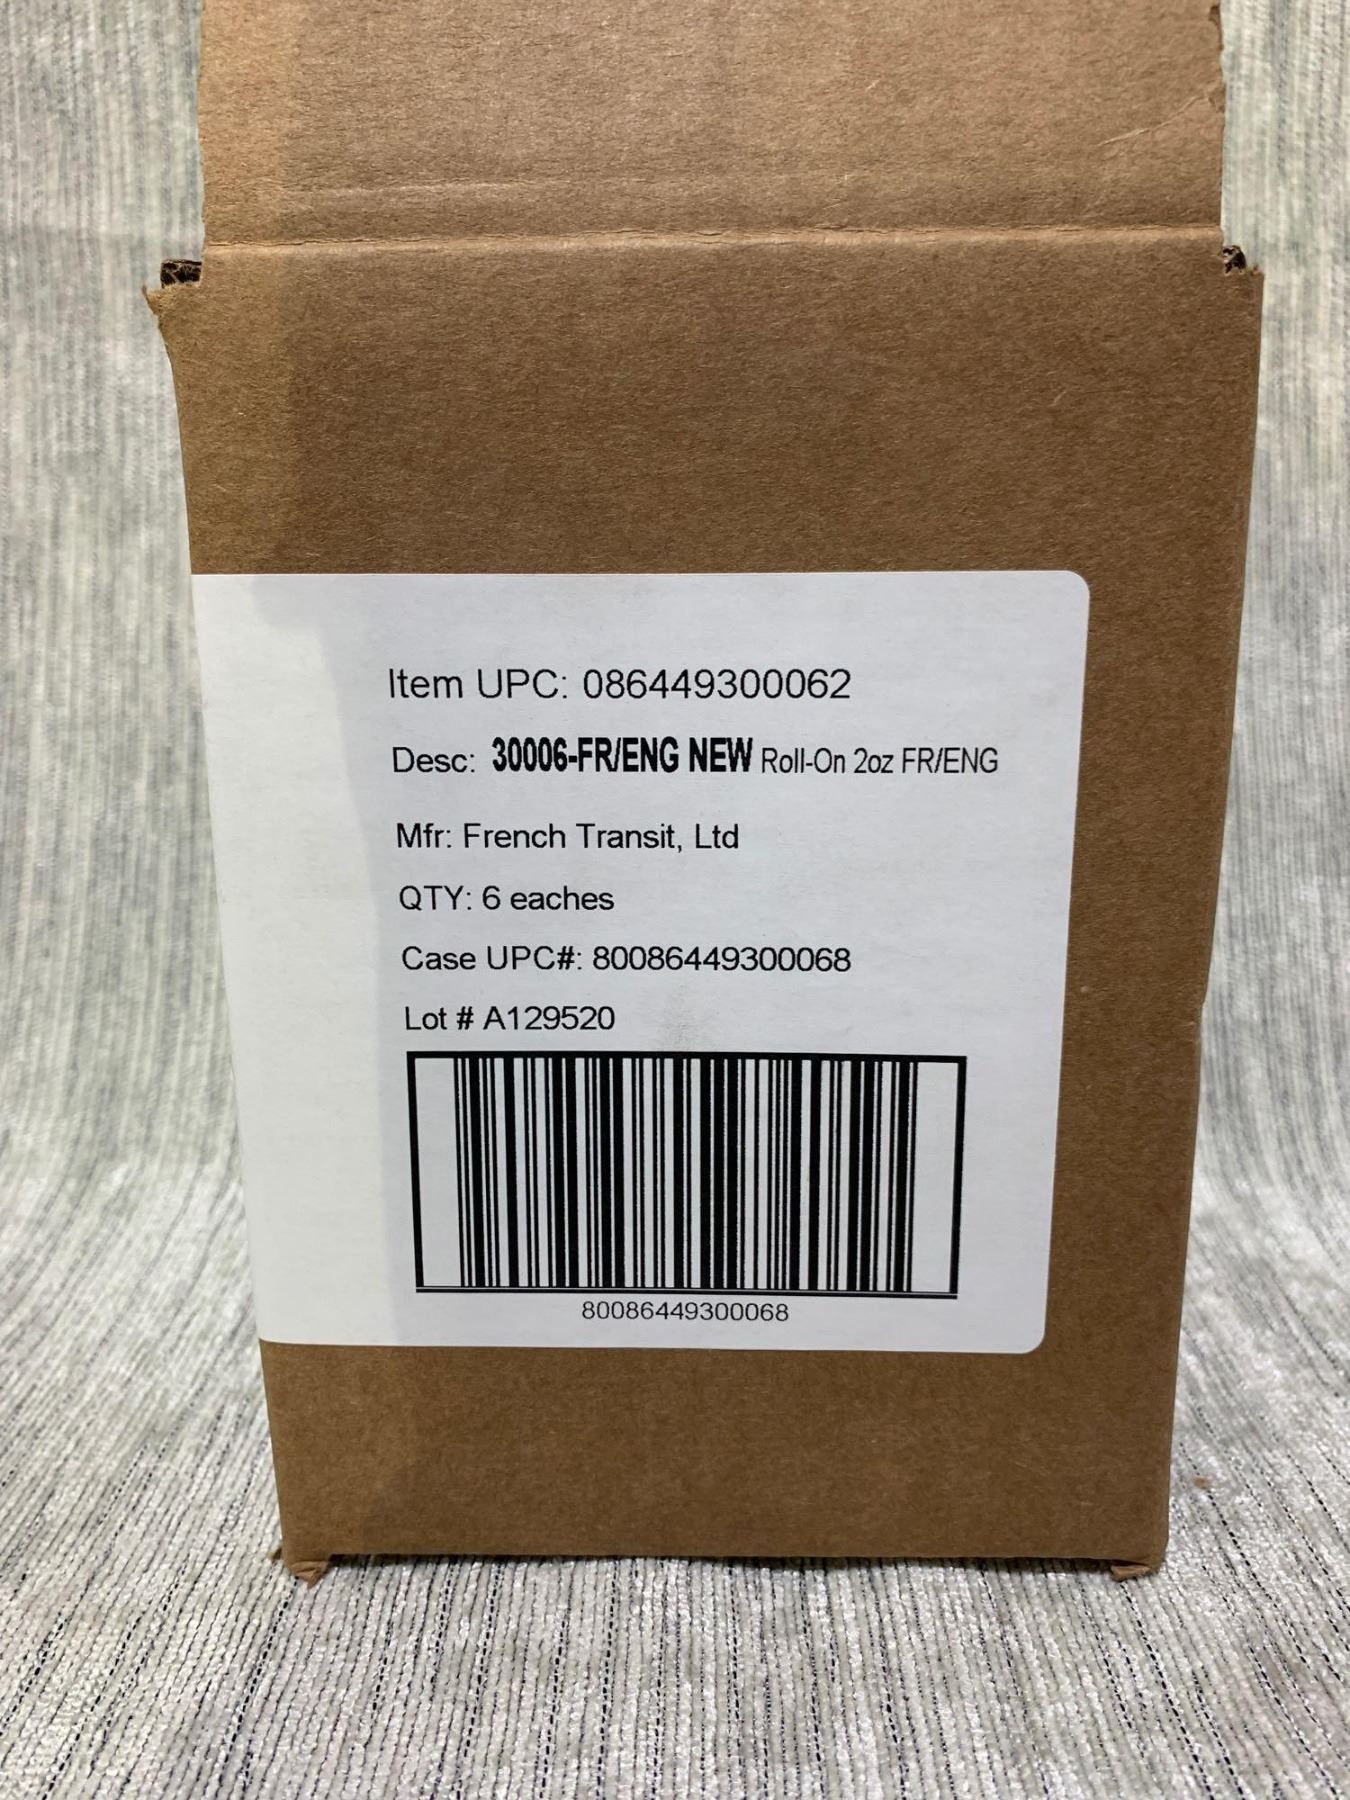 Item UPC: 086449300062
Desc: 30006-FR/ENG NEW Roll-On 2oz FR/ENG
Mfr: French Transit, Ltd
QTY: 6 eaches
Case UPC#: 80086449300068
Lot # A129520
80086449300068